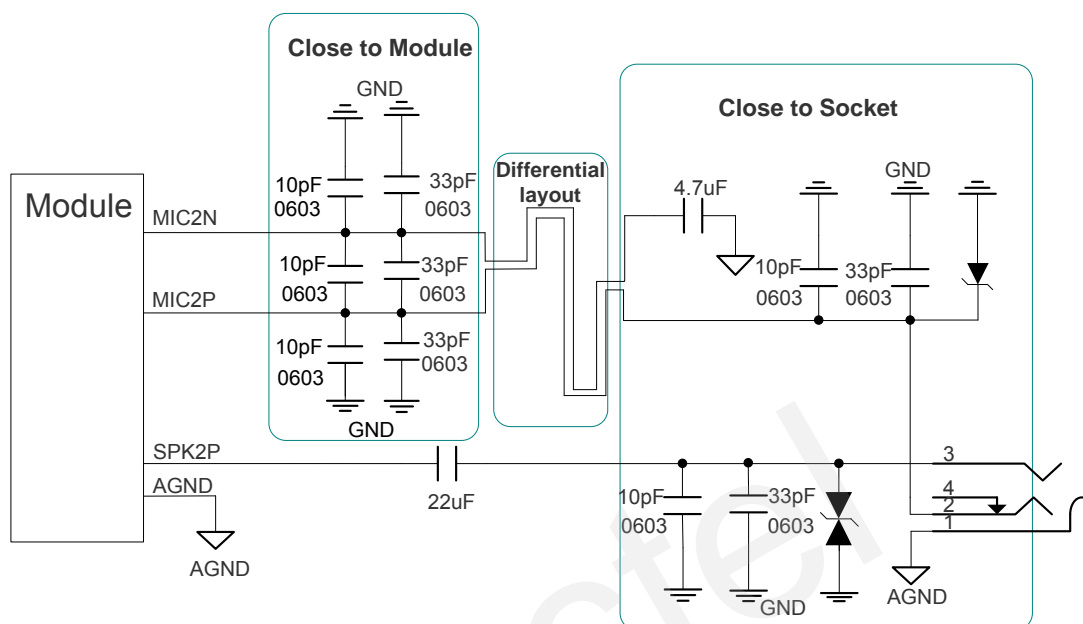 Close to Module
GND
10pF
0603
33pF
0603
Module
MIC2N
10pF
0603
33pF
0603
MIC2P
10pF
0603
33pF
0603
GND
Differential
layout
Close to Socket
4.7uF
GND
10pF
0603
33pF
0603
SPK2P
22uF
AGND
AGND
10pF
0603
33pF
0603
GND
3
4
2
1
AGND